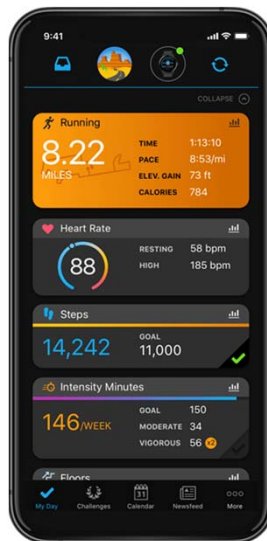 9:41
COLLAPSE
Running
8.22
MILES
TIME 1:13:10
PACE 8:53/mi
ELEV. GAIN 73 ft
CALORIES 784
Heart Rate
88
RESTING 58 bpm
HIGH 185 bpm
Steps
14,242
GOAL
11,000
Intensity Minutes
146/WEEK
GOAL 150
MODERATE 34
VIGOROUS 56 x2
Floors
31
My Day Challenges Calendar Newsfeed More